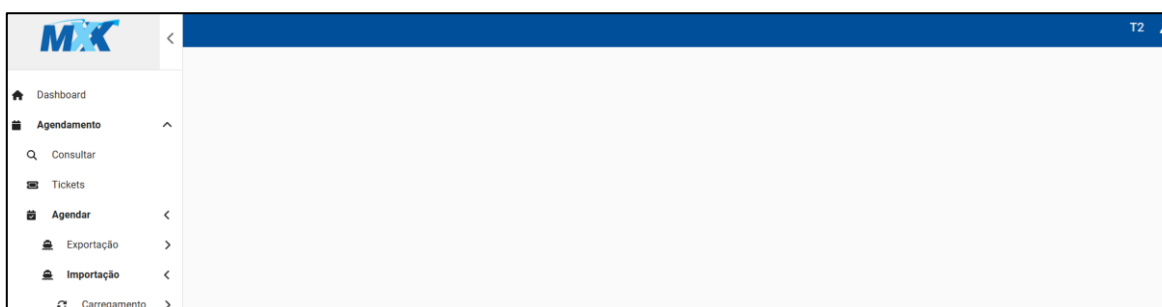 MXK
T2
Dashboard
Agendamento
Consultar
Tickets
Agendar
Exportação
Importação
Carregamento